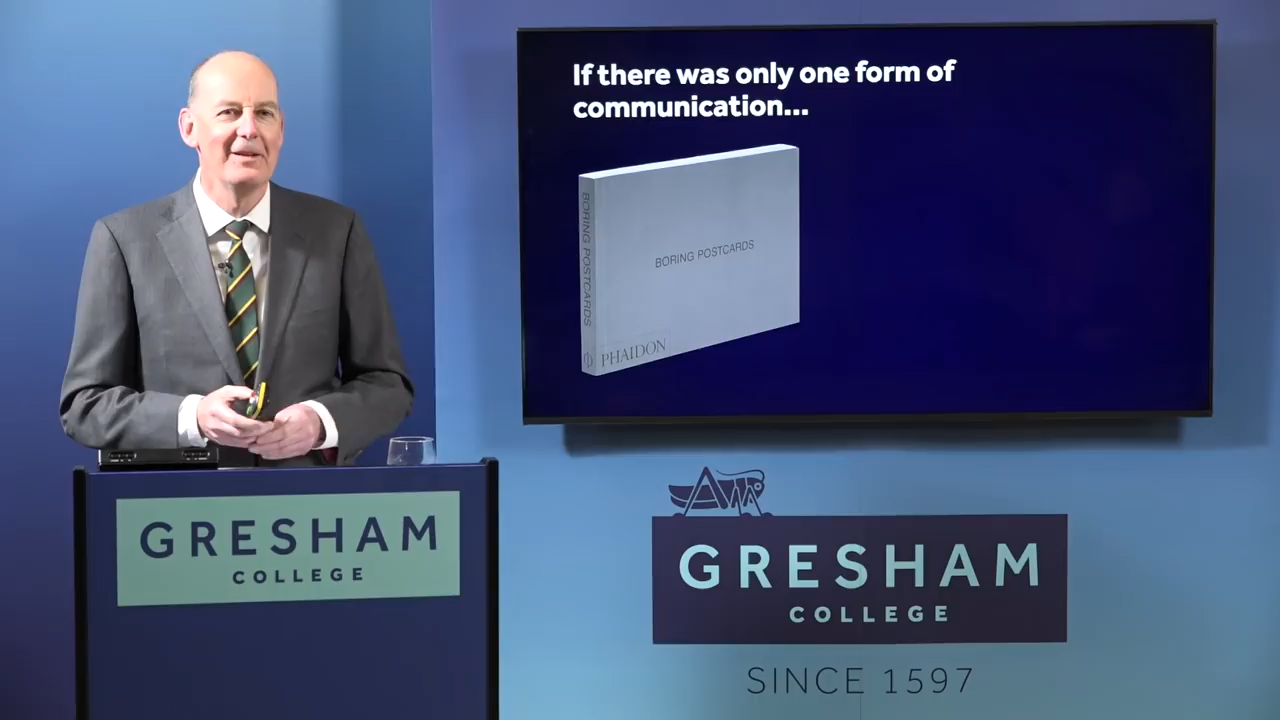 If there was only one form of
communication...
BORING POSTCARDS
BORING POSTCARDS
PHAIDON
GRESHAM
COLLEGE
GRESHAM
COLLEGE
SINCE 1597